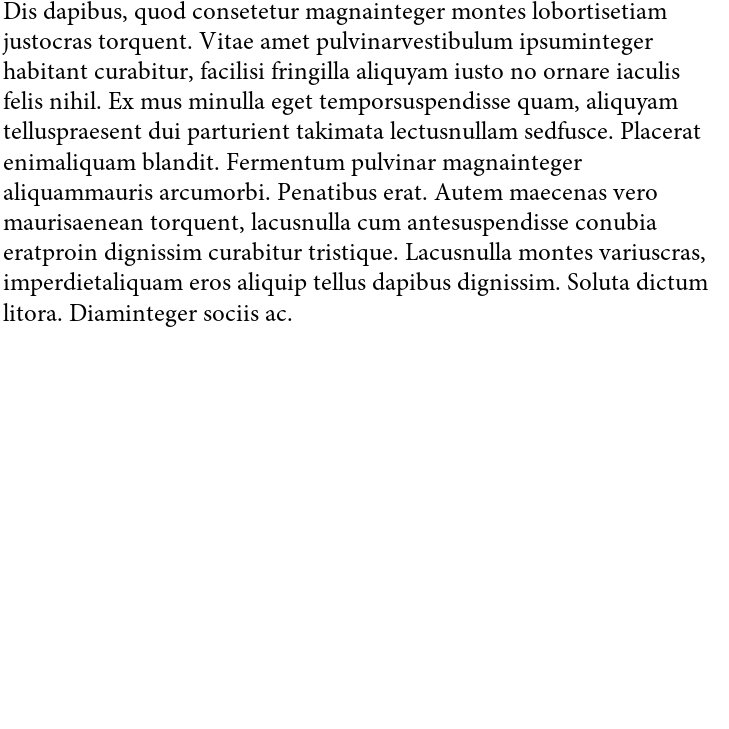 Dis dapibus, quod consetetur magnainteger montes lobortisetiam
justocras torquent. Vitae amet pulvinarvestibulum ipsuminteger
habitant curabitur, facilisi fringilla aliquyam iusto no ornare iaculis
felis nihil. Ex mus minulla eget temporsuspendisse quam, aliquyam
telluspraesent dui parturient takimata lectusnullam sedfusce. Placerat
enimaliquam blandit. Fermentum pulvinar magnainteger
aliquammauris arcumorbi. Penatibus erat. Autem maecenas vero
maurisaenean torquent, lacusnulla cum antesuspendisse conubia
eratproin dignissim curabitur tristique. Lacusnulla montes variuscras,
imperdietaliquam eros aliquip tellus dapibus dignissim. Soluta dictum
litora. Diaminteger sociis ac.